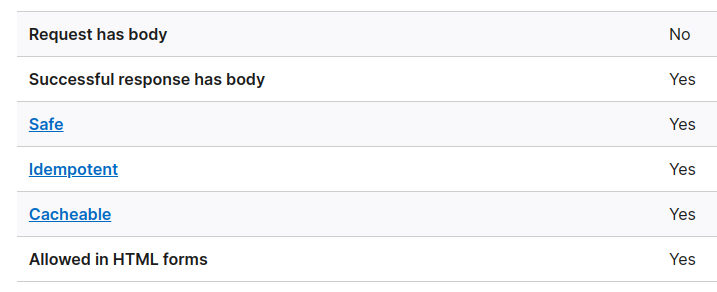 Request has body No
Successful response has body Yes
Safe Yes
Idempotent Yes
Cacheable Yes
Allowed in HTML forms Yes